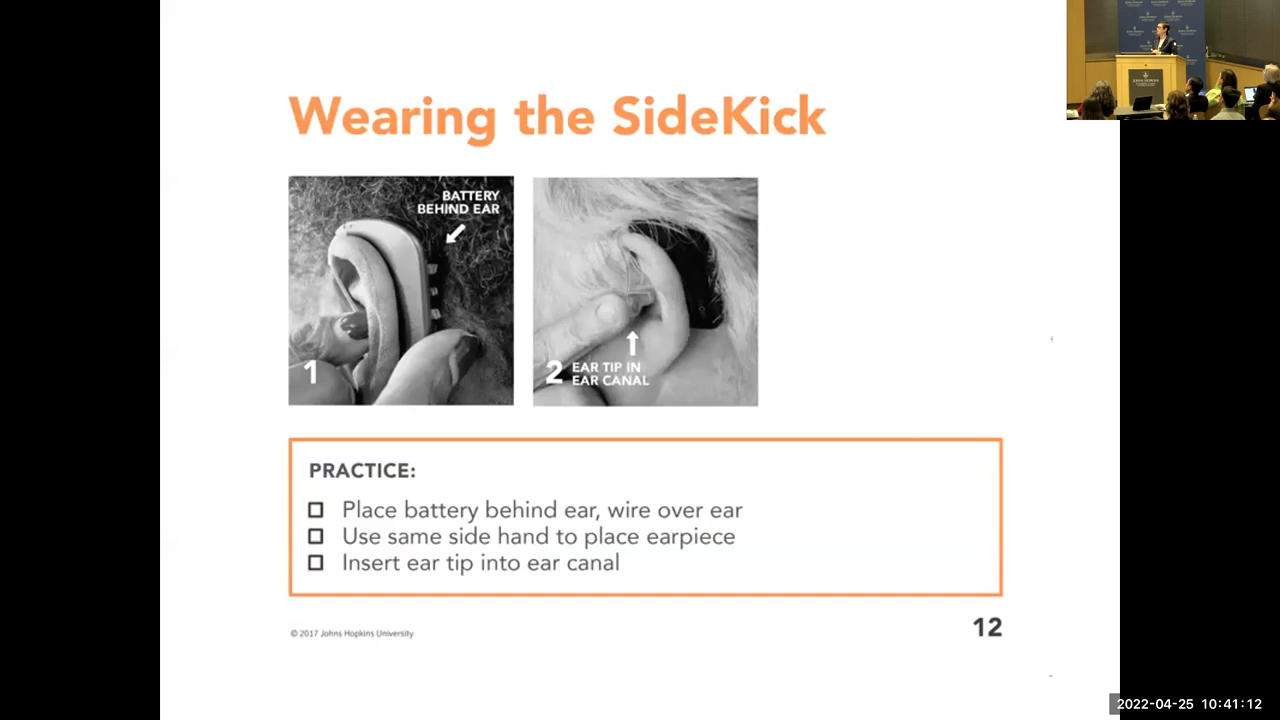 Wearing the SideKick
BATTERY
BEHIND EAR
1
2
EAR TIP IN
EAR CANAL
PRACTICE:
Place battery behind ear, wire over ear
Use same side hand to place earpiece
Insert ear tip into ear canal
© 2017 Johns Hopkins University
12
JOHNS HOPKINS
2022-04-25 10:41:12